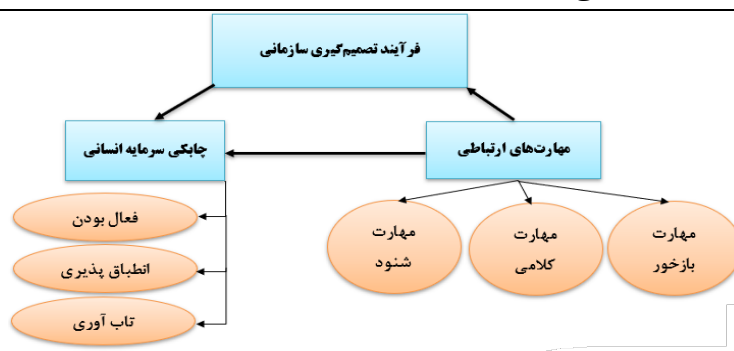 فرآیند تصمیم‌گیری سازمانی
مهارت‌های ارتباطی
چابکی سرمایه انسانی
مهارت
بازخور
مهارت
کلامی
مهارت
شنود
فعال بودن
انطباق پذیری
تاب آوری